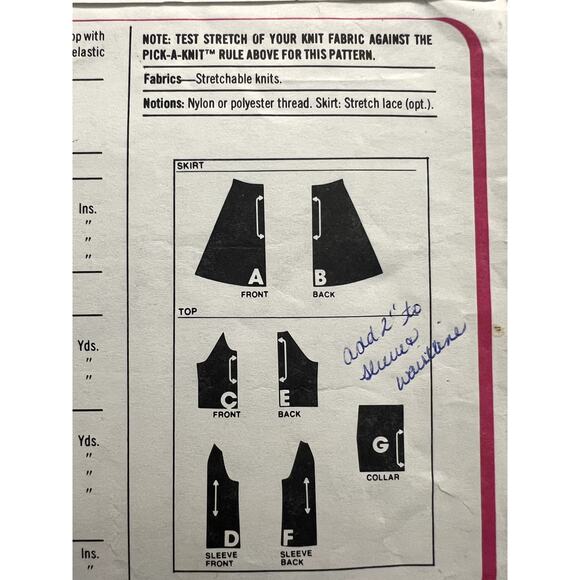 op with
elastic
NOTE: TEST STRETCH OF YOUR KNIT FABRIC AGAINST THE
PICK-A-KNIT™ RULE ABOVE FOR THIS PATTERN.
Fabrics—Stretchable knits.
Notions: Nylon or polyester thread. Skirt: Stretch lace (opt.).
Ins.
"
"
"
Yds.
"
Yds.
"
"
Ins.
"
SKIRT
A
FRONT
B
BACK
TOP
add 2" to
sleeves
waistline
C
FRONT
E
BACK
G
COLLAR
D
SLEEVE
FRONT
F
SLEEVE
BACK